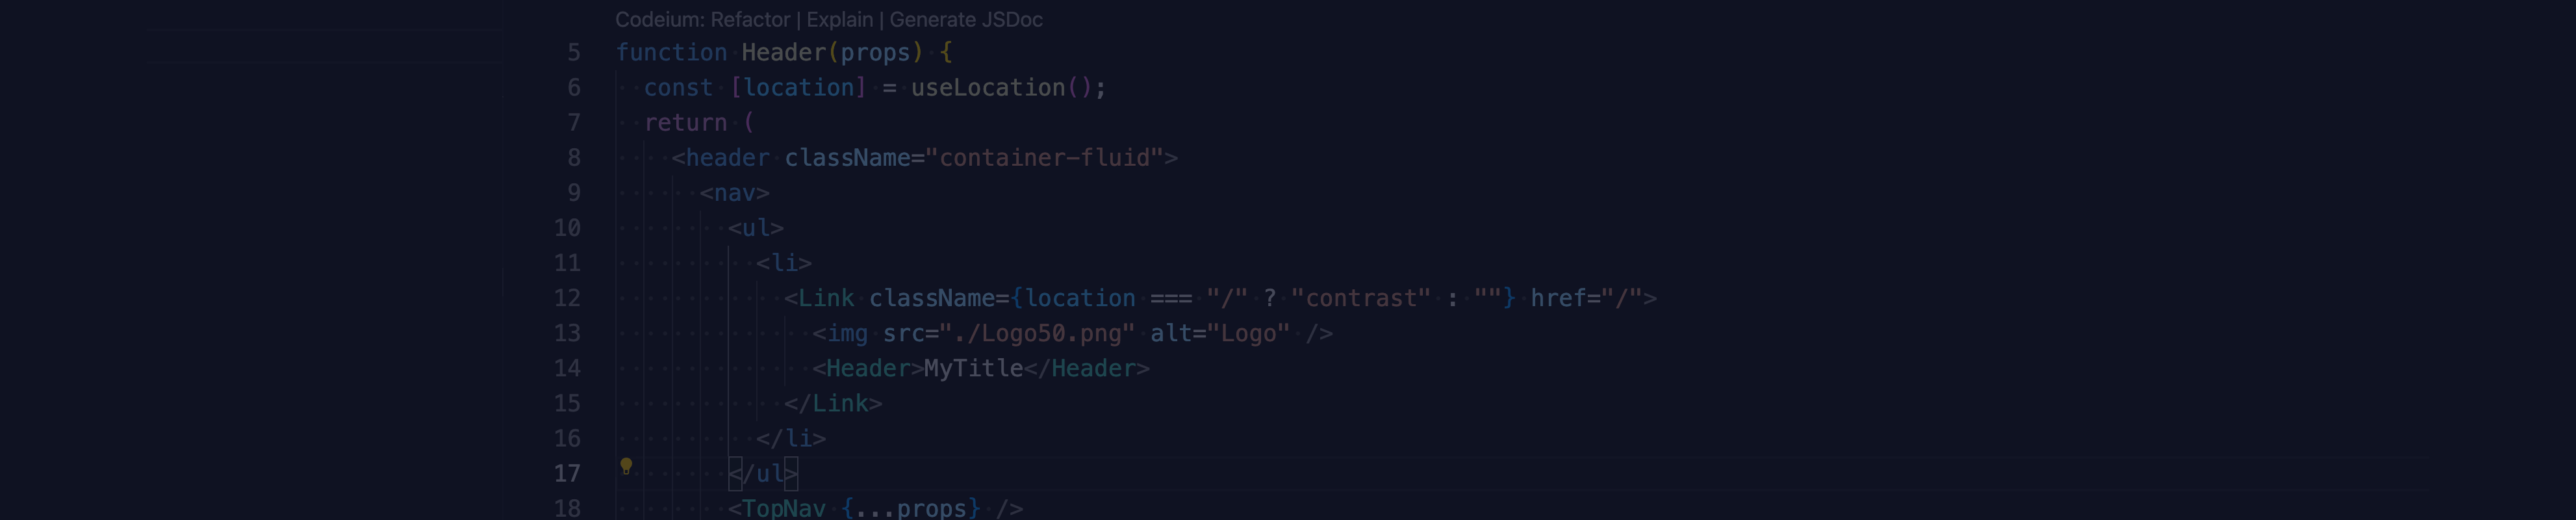 Codeium: Refactor | Explain | Generate JSDoc
5 function Header(props) {
6 const [location] = useLocation();
7 return (
8 <header className="container-fluid">
9 <nav>
10 <ul>
11 <li>
12 <Link className={location === "/" ? "contrast" : ""} href="/">
13 <img src="./Logo50.png" alt="Logo" />
14 <Header>MyTitle</Header>
15 </Link>
16 </li>
17 </ul>
18 <TopNav {...props} />